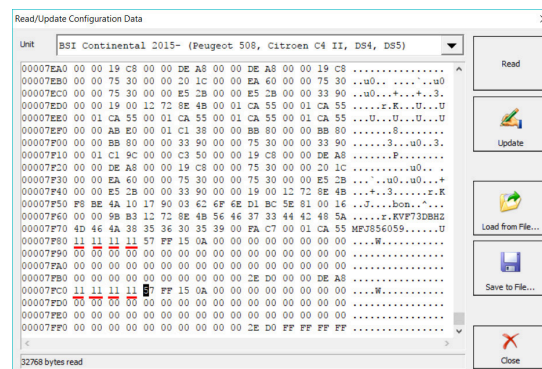 Read/Update Configuration Data
Unit
BSI Continental 2015- (Peugeot 508, Citroen C4 II, DS4, DS5)
00007EA0 00 00 19 C8 00 00 DE A8 00 00 DE A8 00 00 19 C8 ................
00007EB0 00 00 75 30 00 00 20 1C 00 00 EA 60 00 00 75 30 ..u0.. ....`..u0
00007EC0 00 00 75 30 00 00 E5 2B 00 00 E5 2B 00 00 33 90 ..u0...+...+..3.
00007ED0 00 00 19 00 12 72 8E 4B 00 01 CA 55 00 01 CA 55 .....r.K...U...U
00007EE0 00 01 CA 55 00 01 CA 55 00 01 CA 55 00 01 CA 55 ...U...U...U...U
00007EF0 00 00 AB E0 00 01 C1 38 00 00 BB 80 00 00 BB 80 .......8........
00007F00 00 00 BB 80 00 00 33 90 00 00 75 30 00 00 33 90 ......3...u0..3.
00007F10 00 01 C1 9C 00 00 C3 50 00 00 19 C8 00 00 DE A8 .......P........
00007F20 00 00 DE A8 00 00 19 C8 00 00 75 30 00 00 20 1C ..........u0.. .
00007F30 00 00 EA 60 00 00 75 30 00 00 75 30 00 00 E5 2B ...`..u0..u0...+
00007F40 00 00 E5 2B 00 00 33 90 00 00 19 00 12 72 8E 4B ...+..3......r.K
00007F50 F8 BE 4A 10 17 90 03 62 6F 6E D1 BC 5E 81 00 16 ..J....bon..^...
00007F60 00 00 9B B3 12 72 8E 4B 56 46 37 33 44 42 48 5A .....r.KVF73DBHZ
00007F70 4D 46 4A 38 35 36 30 35 39 00 FA C7 00 01 CA 55 MFJ856059......U
00007F80 11 11 11 11 57 FF 15 0A 00 00 00 00 00 00 00 00 ....W...........
00007F90 00 00 00 00 00 00 00 00 00 00 00 00 00 00 00 00 ................
00007FA0 00 00 00 00 00 00 00 00 00 00 00 00 00 00 00 00 ................
00007FB0 00 00 00 00 00 00 00 00 00 00 2E D0 00 00 DE A8 ................
00007FC0 11 11 11 11 57 FF 15 0A 00 00 00 00 00 00 00 00 ....W...........
00007FD0 00 00 00 00 00 00 00 00 00 00 00 00 00 00 00 00 ................
00007FE0 00 00 00 00 00 00 00 00 00 00 00 00 00 00 00 00 ................
00007FF0 00 00 00 00 00 00 00 00 00 00 2E D0 FF FF FF FF ................
32768 bytes read
Read
Update
Load from File...
Save to File...
Close